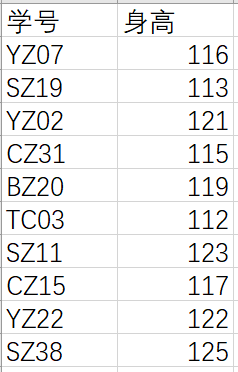 学号 身高
YZ07 116
SZ19 113
YZ02 121
CZ31 115
BZ20 119
TC03 112
SZ11 123
CZ15 117
YZ22 122
SZ38 125